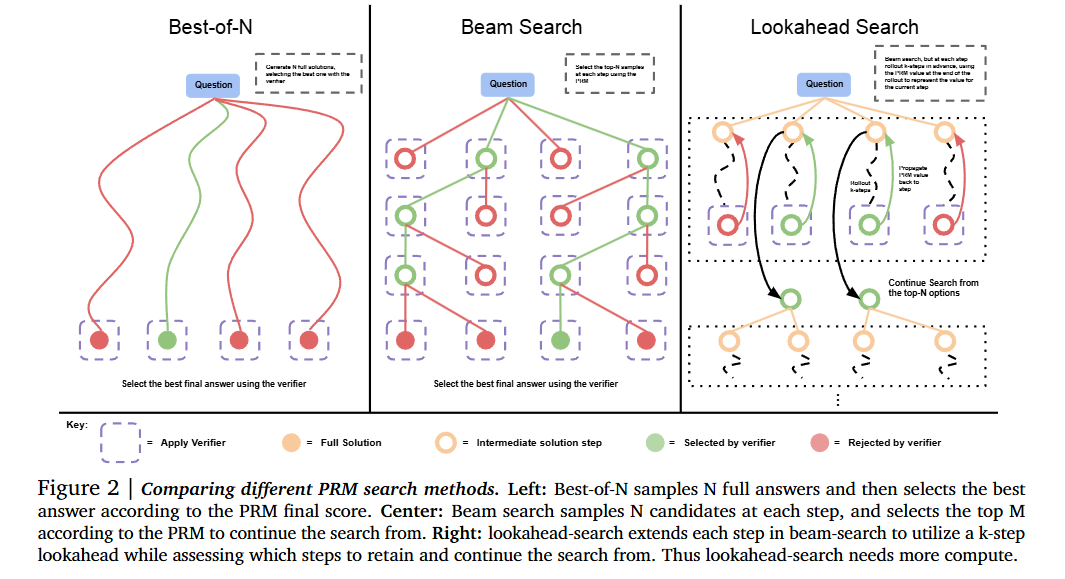 Best-of-N
Generate N full solutions,
selecting the best one with the
verifier
Question
Select the best final answer using the verifier
Beam Search
Select the top-N samples
at each step using the
PRM
Question
Select the best final answer using the verifier
Lookahead Search
Beam search, but at each step
rollout k-steps in advance, using
the PRM value at the end of the
rollout to represent the value for
the current step
Question
Rollout
k-steps
Propagate
PRM value
back to
step
Continue Search from
the top-N options
Key:
= Apply Verifier
= Full Solution
= Intermediate solution step
= Selected by verifier
= Rejected by verifier
Figure 2 | Comparing different PRM search methods. Left: Best-of-N samples N full answers and then selects the best
answer according to the PRM final score. Center: Beam search samples N candidates at each step, and selects the top M
according to the PRM to continue the search from. Right: lookahead-search extends each step in beam-search to utilize a k-step
lookahead while assessing which steps to retain and continue the search from. Thus lookahead-search needs more compute.